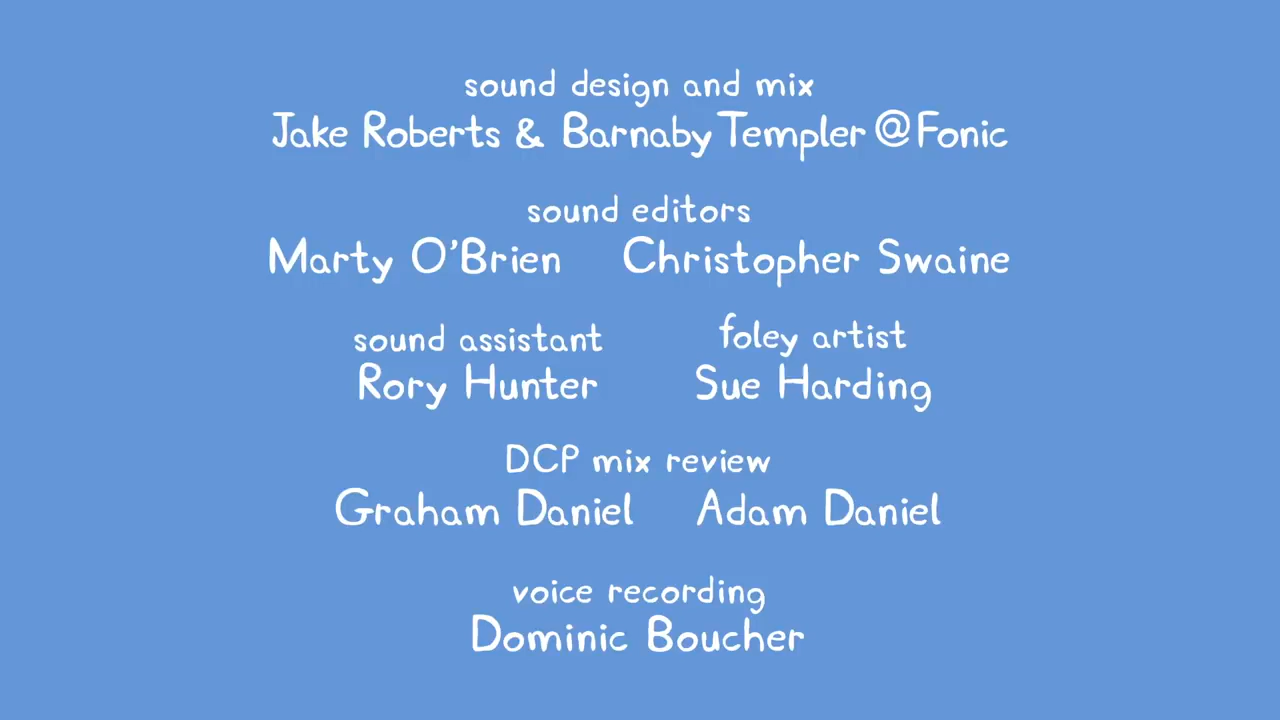 sound design and mix
Jake Roberts & Barnaby Templer @ Fonic
sound editors
Marty O'Brien Christopher Swaine
sound assistant foley artist
Rory Hunter Sue Harding
DCP mix review
Graham Daniel Adam Daniel
voice recording
Dominic Boucher